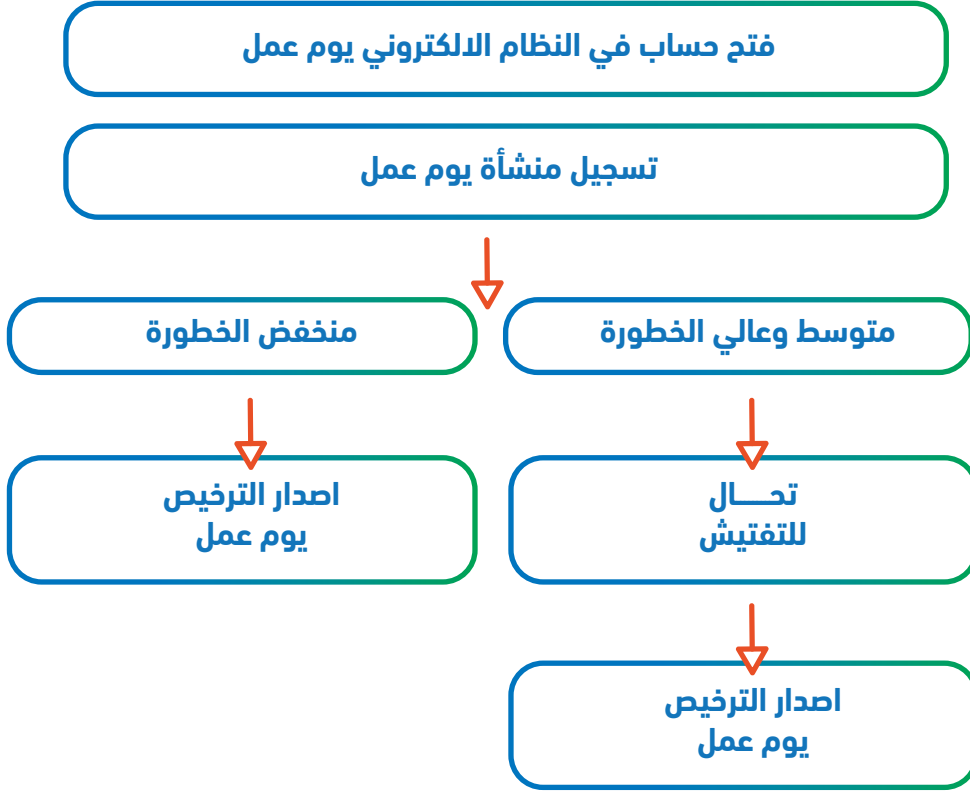 فتح حساب في النظام الالكتروني يوم عمل
تسجيل منشأة يوم عمل
متوسط وعالي الخطورة
منخفض الخطورة
تحـــال
للتفتيش
اصدار الترخيص
يوم عمل
اصدار الترخيص
يوم عمل